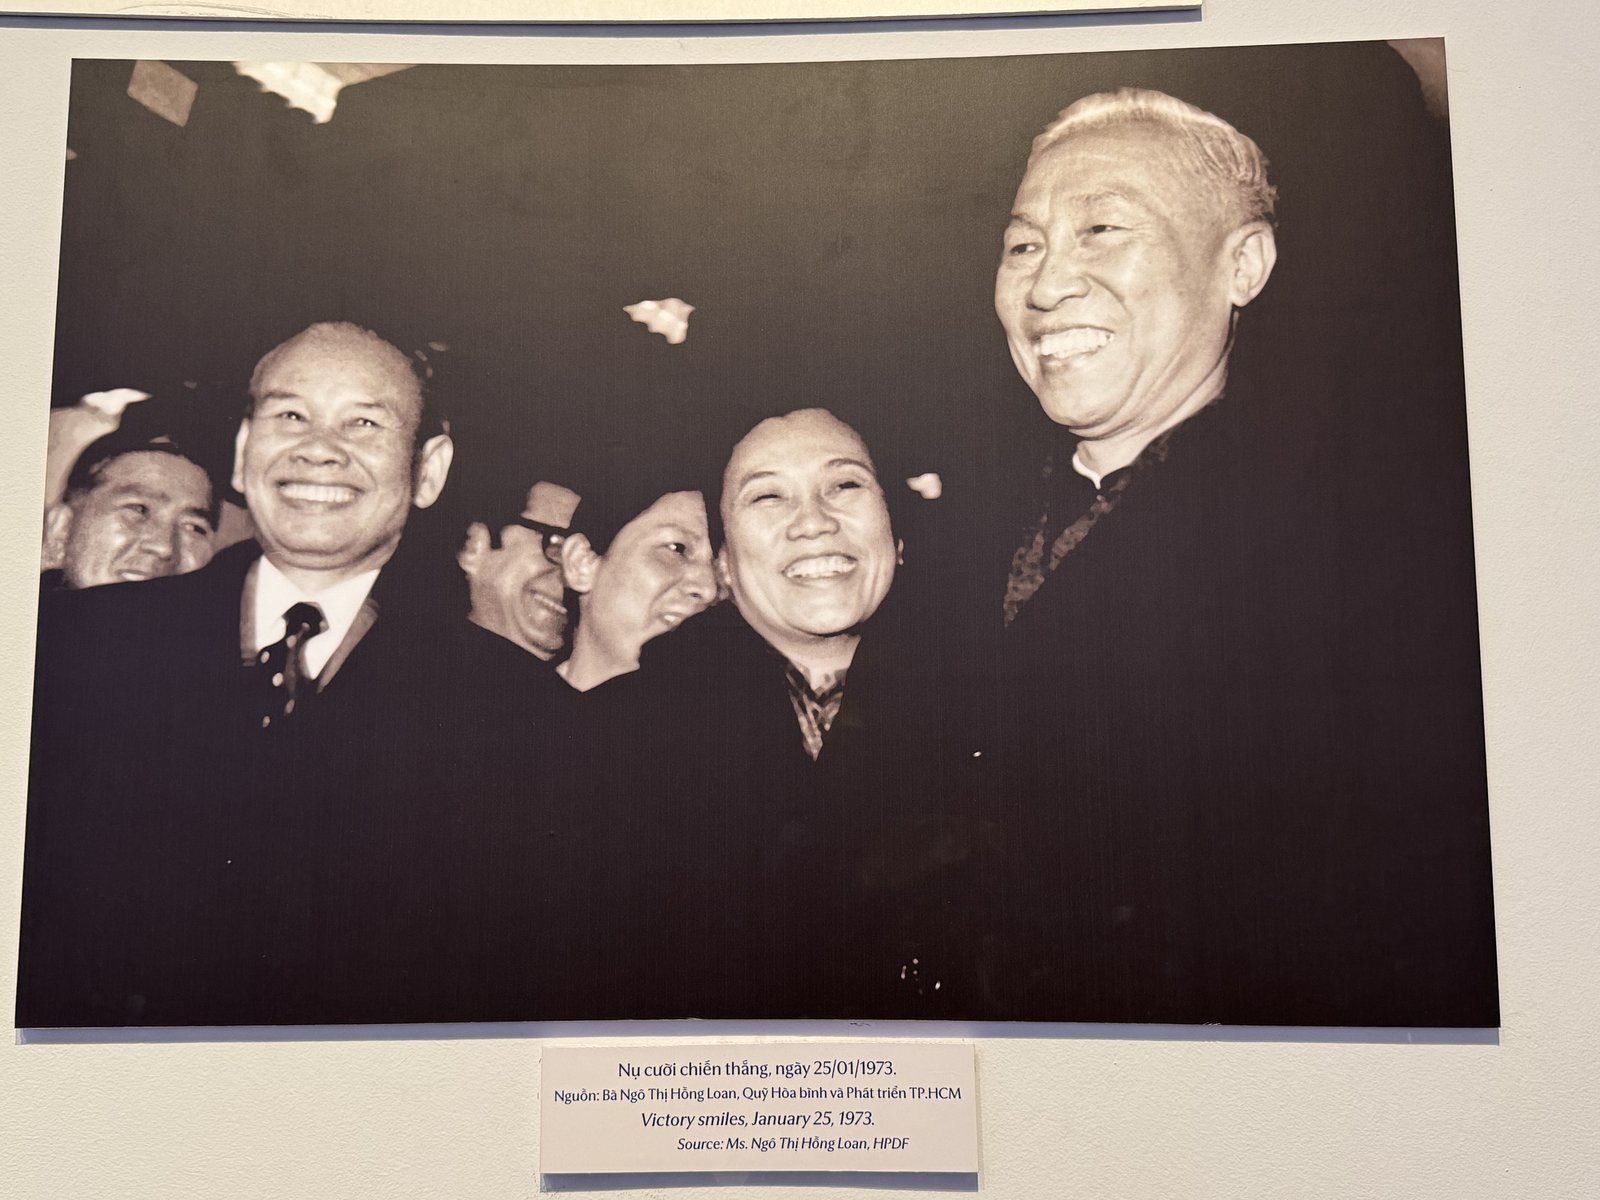 Nụ cười chiến thắng, ngày 25/01/1973.
Nguồn: Bà Ngô Thị Hồng Loan, Quỹ Hòa bình và Phát triển TP.HCM
Victory smiles, January 25, 1973.
Source: Ms. Ngô Thị Hồng Loan, HPDF